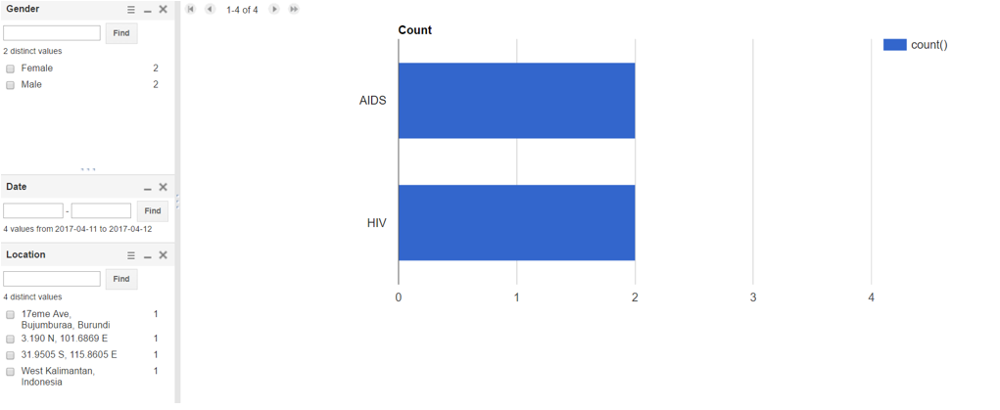 Gender
Find
2 distinct values
Female 2
Male 2
Date
- Find
4 values from 2017-04-11 to 2017-04-12
Location
Find
4 distinct values
17eme Ave, 1
Bujumburaa, Burundi
3.190 N, 101.6869 E 1
31.9505 S, 115.8605 E 1
West Kalimantan, 1
Indonesia
1-4 of 4
Count
count()
AIDS
HIV
0 1 2 3 4